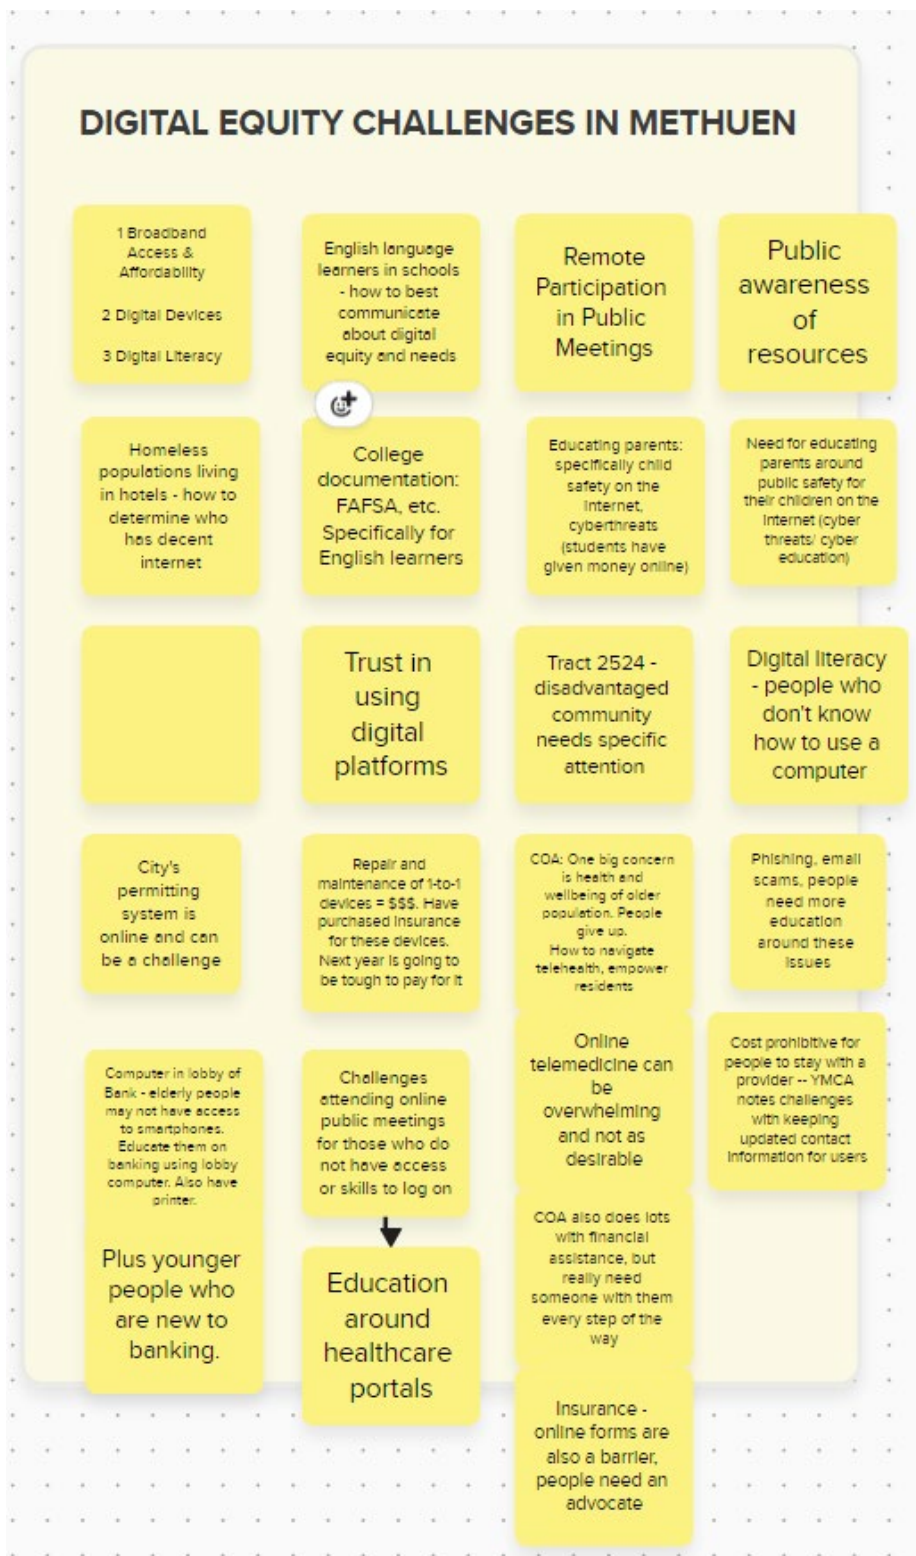 DIGITAL EQUITY CHALLENGES IN METHUEN
1 Broadband
Access &
Affordability
2 Digital Devices
3 Digital Literacy
English language
learners in schools
- how to best
communicate
about digital
equity and needs
Remote
Participation
in Public
Meetings
Public
awareness
of
resources
Homeless
populations living
in hotels - how to
determine who
has decent
internet
College
documentation:
FAFSA, etc.
Specifically for
English learners
Educating parents:
specifically child
safety on the
Internet,
cyberthreats
(students have
given money online)
Need for educating
parents around
public safety for
their children on the
Internet (cyber
threats/ cyber
education)
Trust in
using
digital
platforms
Tract 2524 -
disadvantaged
community
needs specific
attention
Digital literacy
- people who
don't know
how to use a
computer
City's
permitting
system is
online and can
be a challenge
Repair and
maintenance of 1-to-1
devices = $$$. Have
purchased insurance
for these devices.
Next year is going to
be tough to pay for it
COA: One big concern
is health and
wellbeing of older
population. People
give up.
How to navigate
telehealth, empower
residents
Phishing, email
scams, people
need more
education
around these
issues
Computer in lobby of
Bank - elderly people
may not have access
to smartphones.
Educate them on
banking using lobby
computer. Also have
printer.
Plus younger
people who
are new to
banking.
Challenges
attending online
public meetings
for those who do
not have access
or skills to log on
Education
around
healthcare
portals
Online
telemedicine can
be
overwhelming
and not as
desirable
Cost prohibitive for
people to stay with a
provider -- YMCA
notes challenges
with keeping
updated contact
information for users
COA also does lots
with financial
assistance, but
really need
someone with them
every step of the
way
Insurance -
online forms are
also a barrier,
people need an
advocate